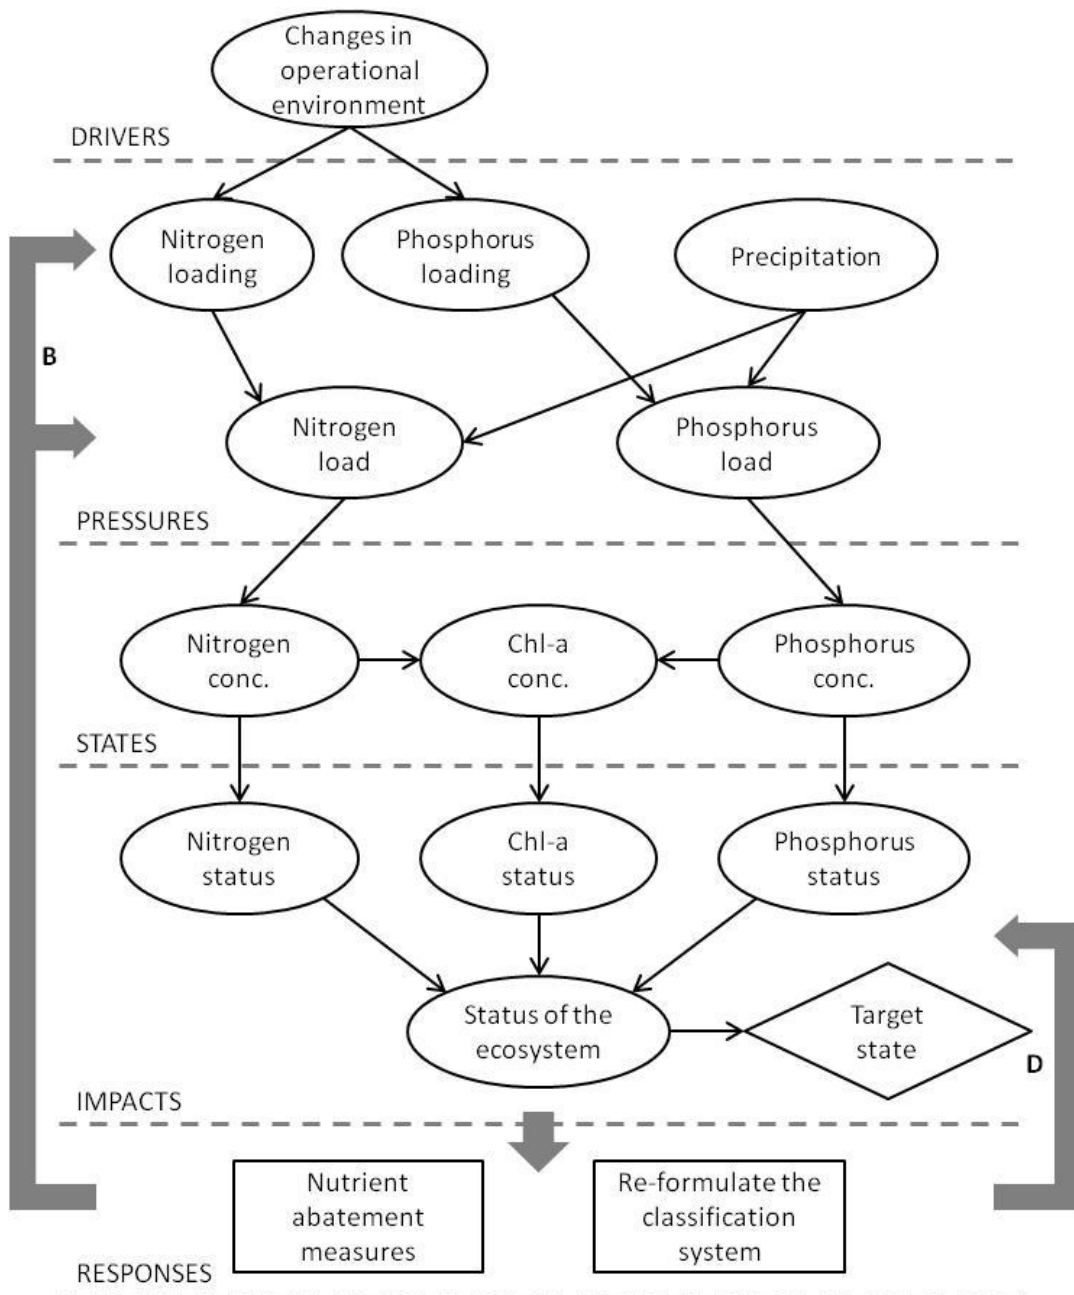 Changes in
operational
environment
DRIVERS
Nitrogen
loading
Phosphorus
loading
Precipitation
B
Nitrogen
load
Phosphorus
load
PRESSURES
Nitrogen
conc.
Chl-a
conc.
Phosphorus
conc.
STATES
Nitrogen
status
Chl-a
status
Phosphorus
status
Status of the
ecosystem
Target
state
D
IMPACTS
Nutrient
abatement
measures
Re-formulate the
classification
system
RESPONSES